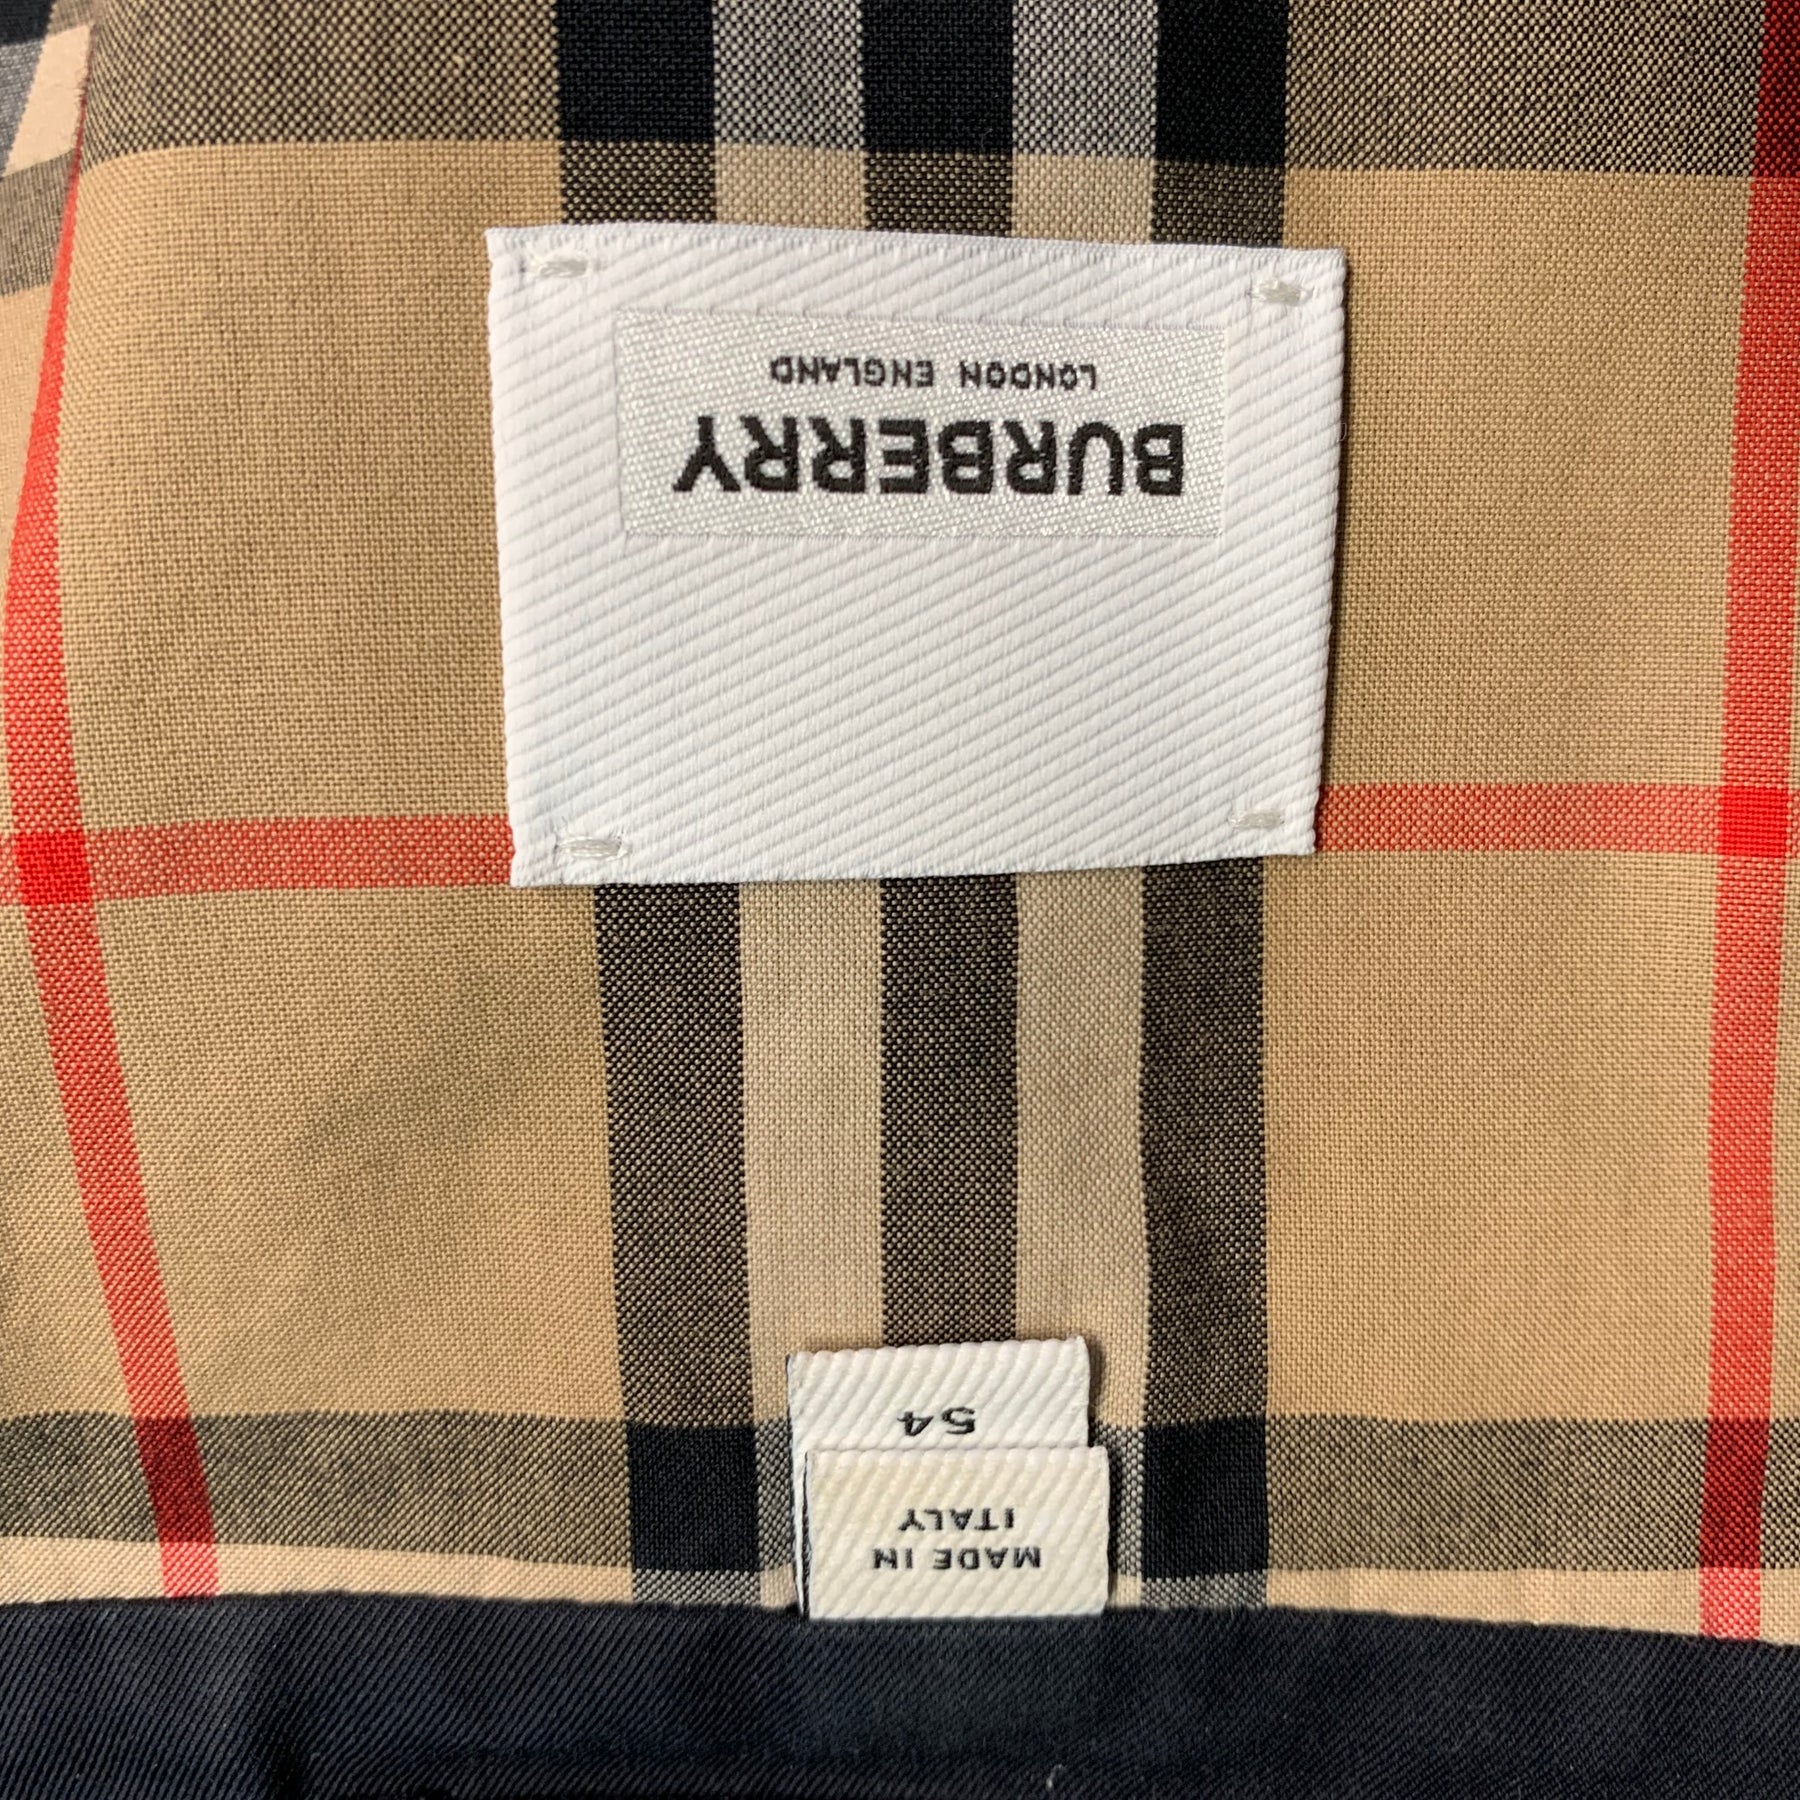 BURBERRY
LONDON ENGLAND
54
MADE IN
ITALY